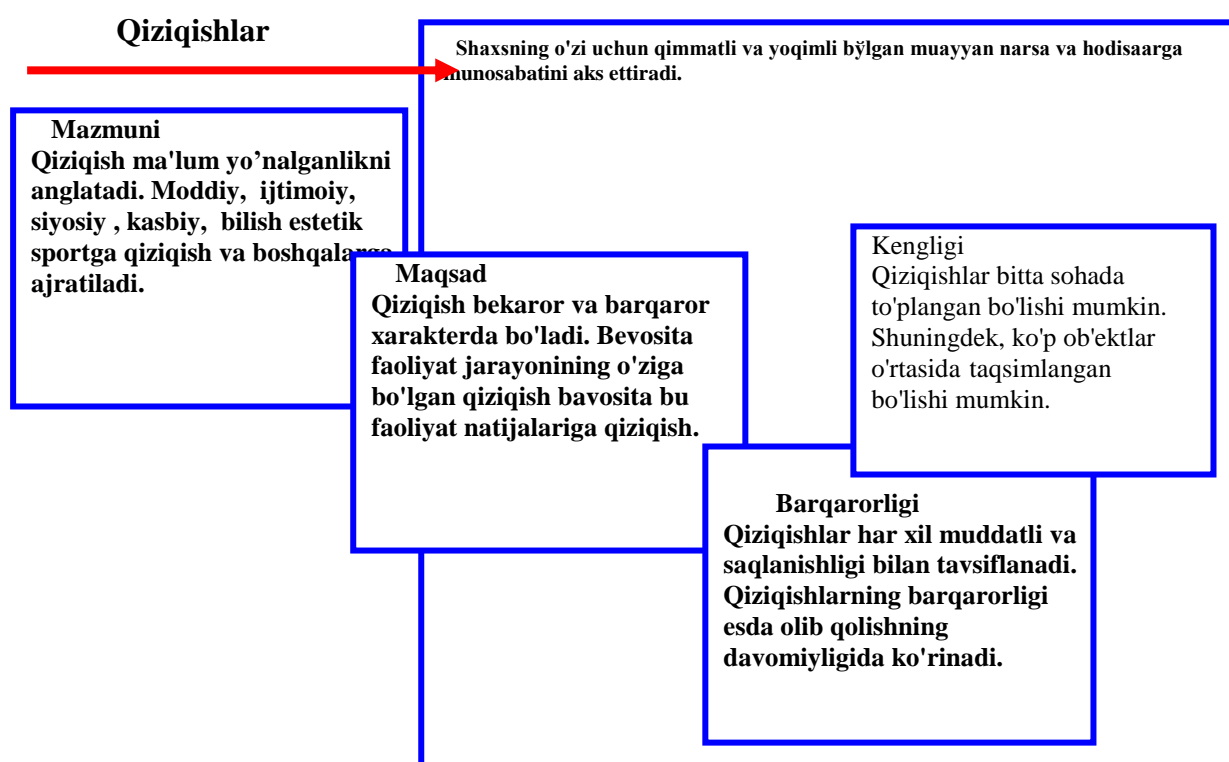 Qiziqishlar
Shaxsning o'zi uchun qimmatli va yoqimli bўlgan muayyan narsa va hodisaarga
munosabatini aks ettiradi.
Mazmuni
Qiziqish ma'lum yo’nalganlikni
anglatadi. Moddiy, ijtimoiy,
siyosiy , kasbiy, bilish estetik
sportga qiziqish va boshqalarga
ajratiladi.
Maqsad
Qiziqish bekaror va barqaror
xarakterda bo'ladi. Bevosita
faoliyat jarayonining o'ziga
bo'lgan qiziqish bavosita bu
faoliyat natijalariga qiziqish.
Kengligi
Qiziqishlar bitta sohada
to'plangan bo'lishi mumkin.
Shuningdek, ko'p ob'ektlar
o'rtasida taqsimlangan
bo'lishi mumkin.
Barqarorligi
Qiziqishlar har xil muddatli va
saqlanishligi bilan tavsiflanadi.
Qiziqishlarning barqarorligi
esda olib qolishning
davomiyligida ko'rinadi.